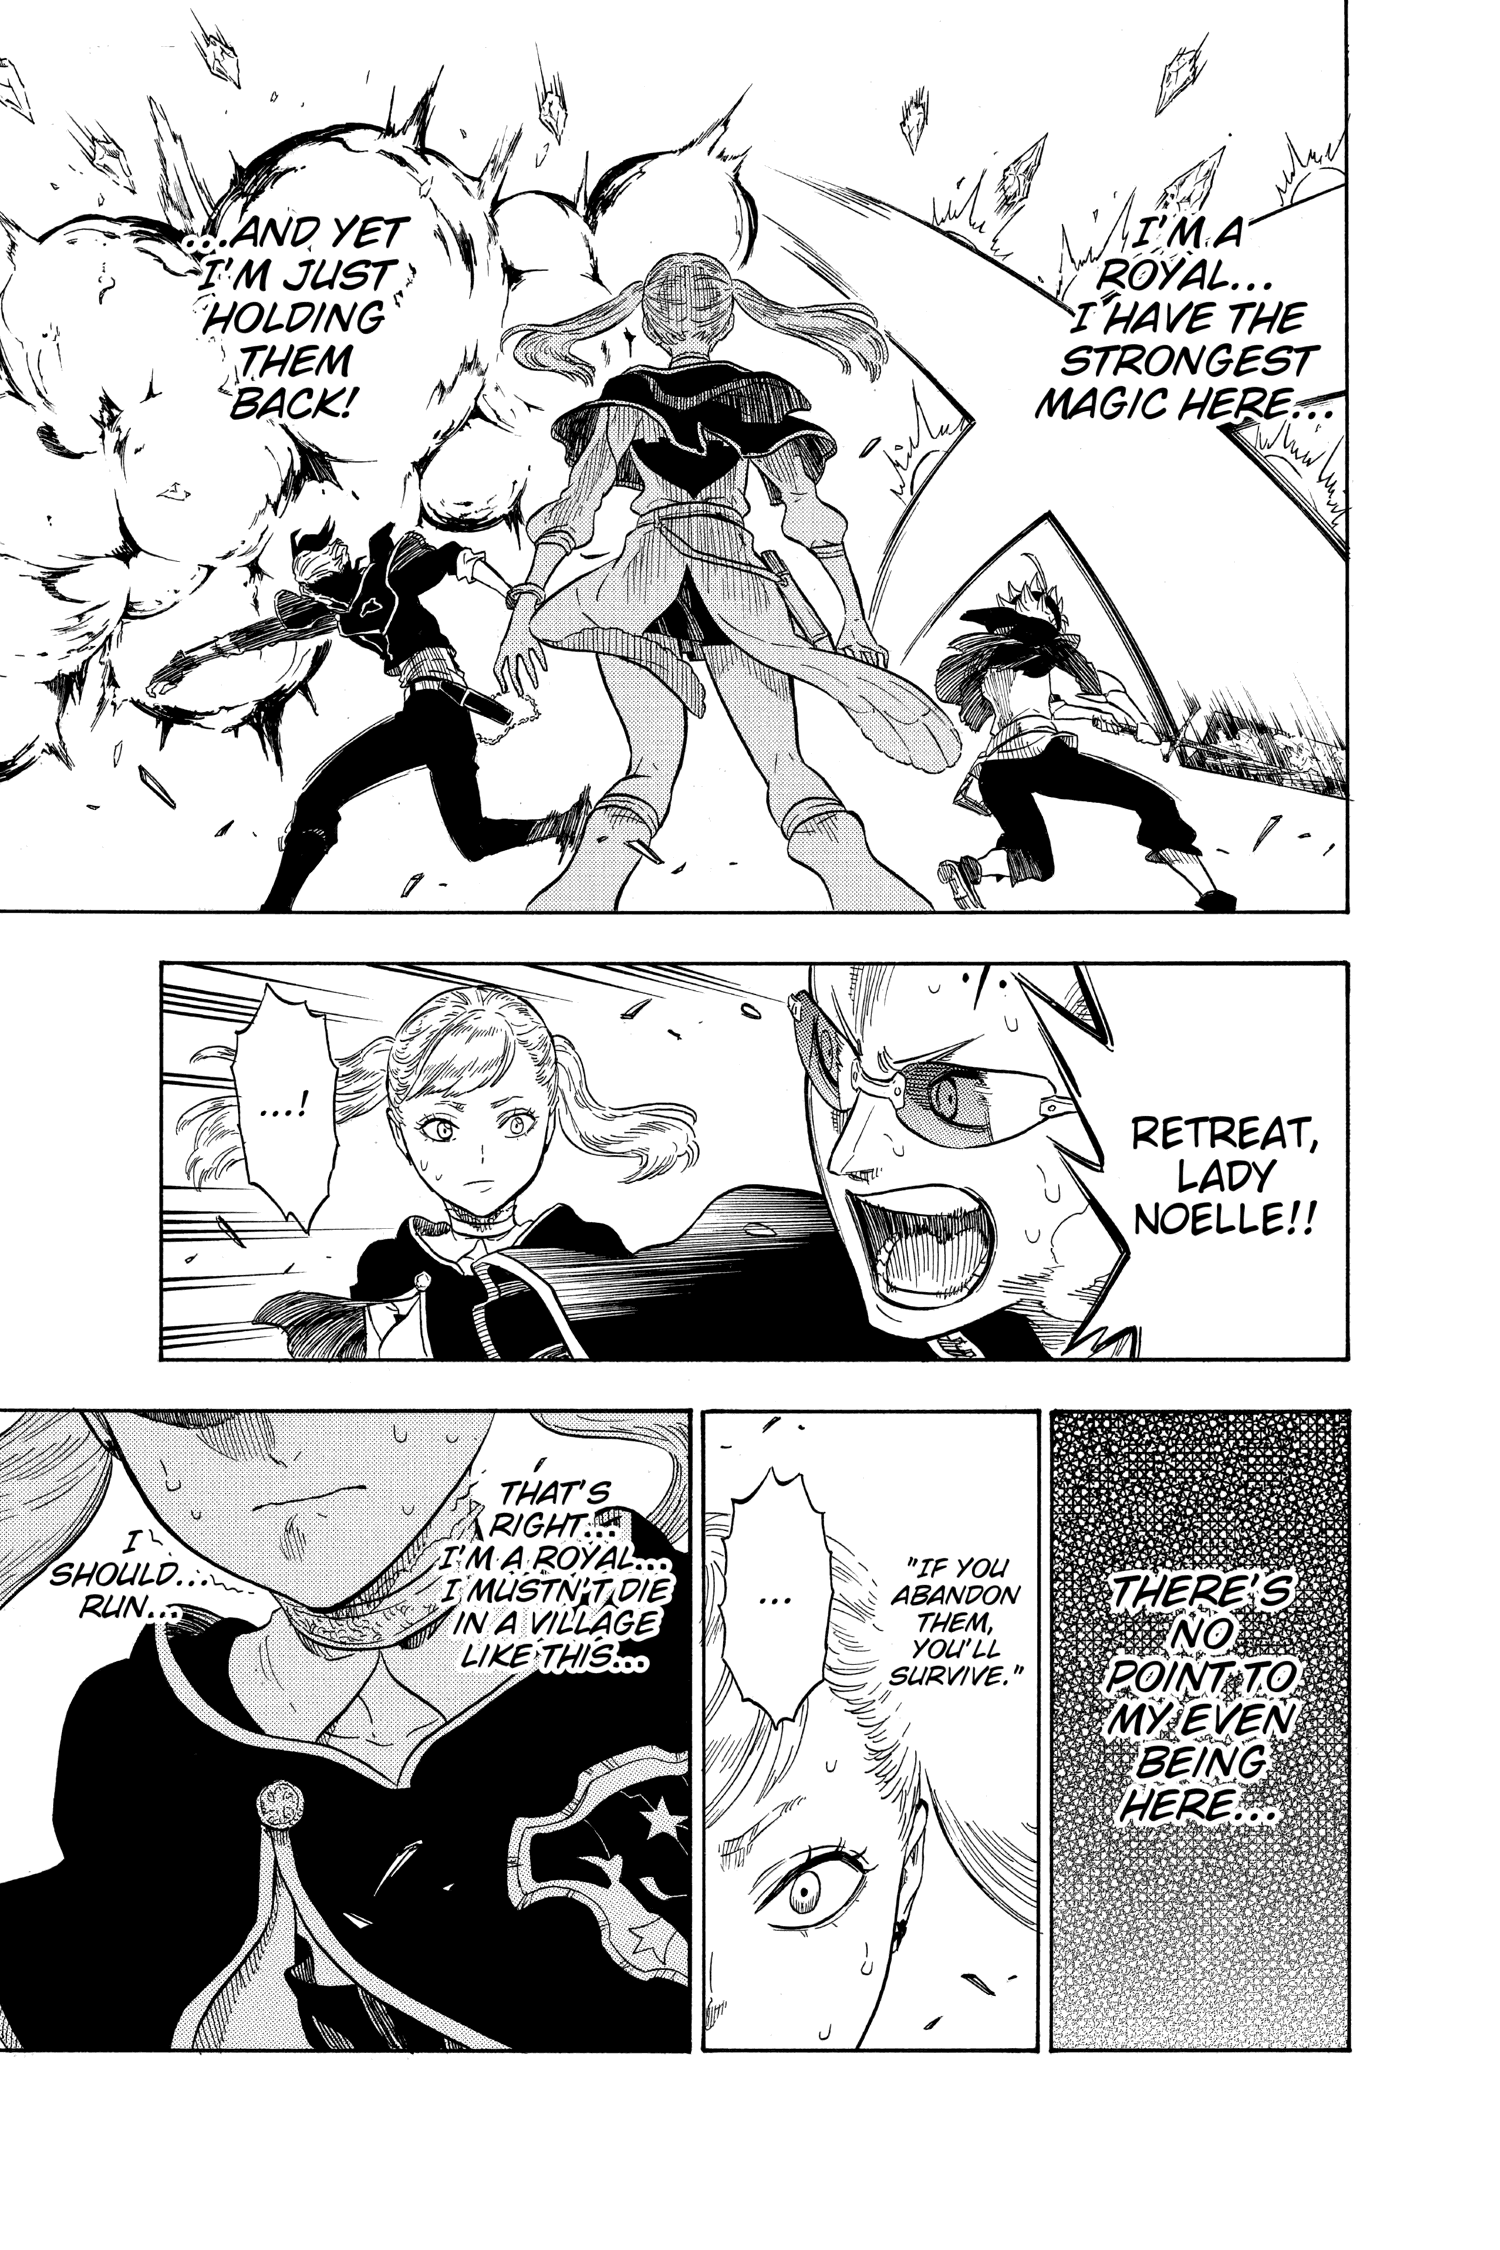 I'M A
ROYAL...
I HAVE THE
STRONGEST
MAGIC HERE...
...AND YET
I'M JUST
HOLDING
THEM
BACK!
RETREAT,
LADY
NOELLE!!
...!
THERE'S
NO
POINT TO
MY EVEN
BEING
HERE...
"IF YOU
ABANDON
THEM,
YOU'LL
SURVIVE."
...
THAT'S
RIGHT...
I'M A ROYAL...
I MUSTN'T DIE
IN A VILLAGE
LIKE THIS...
I
SHOULD...
RUN...